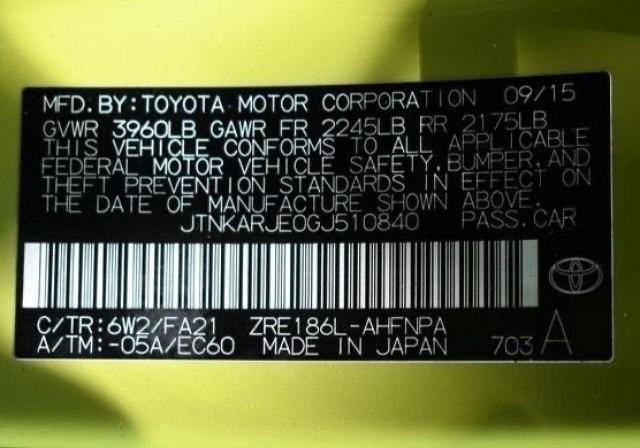 MFD. BY: TOYOTA MOTOR CORPORATION 09/15
GVWR 3960LB GAWR FR 2245LB RR 2175LB
THIS VEHICLE CONFORMS TO ALL APPLICABLE
FEDERAL MOTOR VEHICLE SAFETY, BUMPER, AND
THEFT PREVENTION STANDARDS IN EFFECT ON
THE DATE OF MANUFACTURE SHOWN ABOVE.
JTNKARJE0GJ510840 PASS. CAR
C/TR: 6W2/FA21 ZRE186L-AHFNPA
A/TM: -05A/EC60 MADE IN JAPAN 703 A